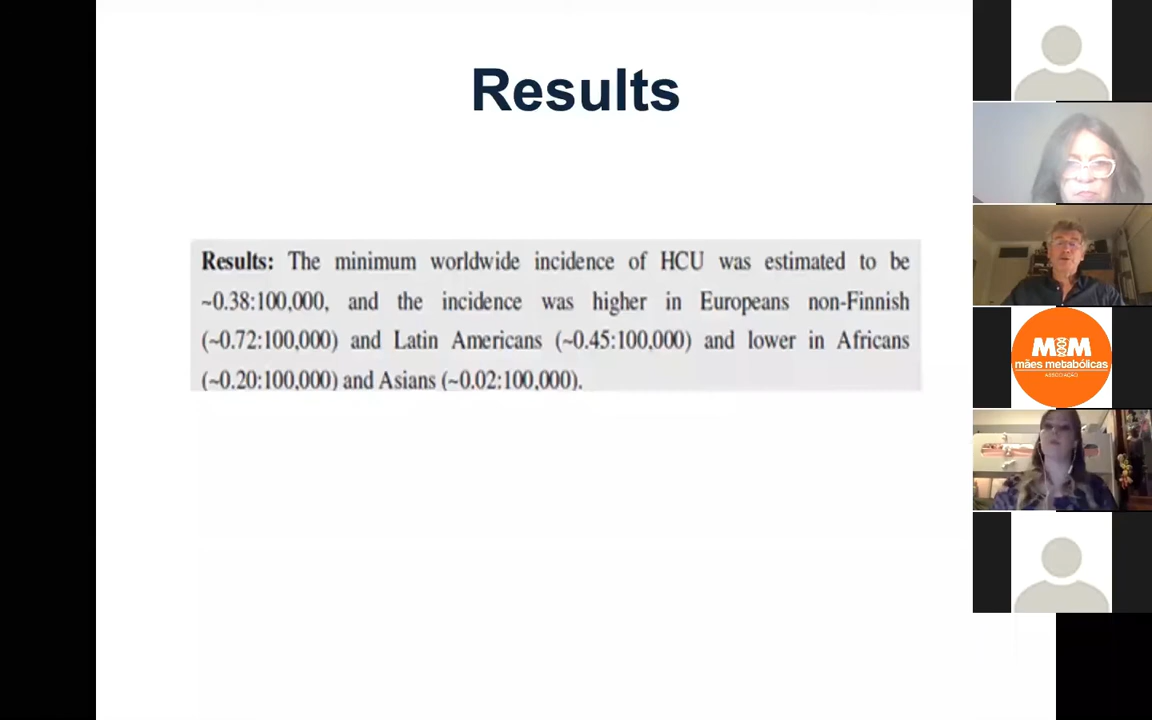 Results
Results: The minimum worldwide incidence of HCU was estimated to be
~0.38:100,000, and the incidence was higher in Europeans non-Finnish
(~0.72:100,000) and Latin Americans (~0.45:100,000) and lower in Africans
(~0.20:100,000) and Asians (~0.02:100,000).
MM
mães metabólicas
ASSOCIAÇÃO